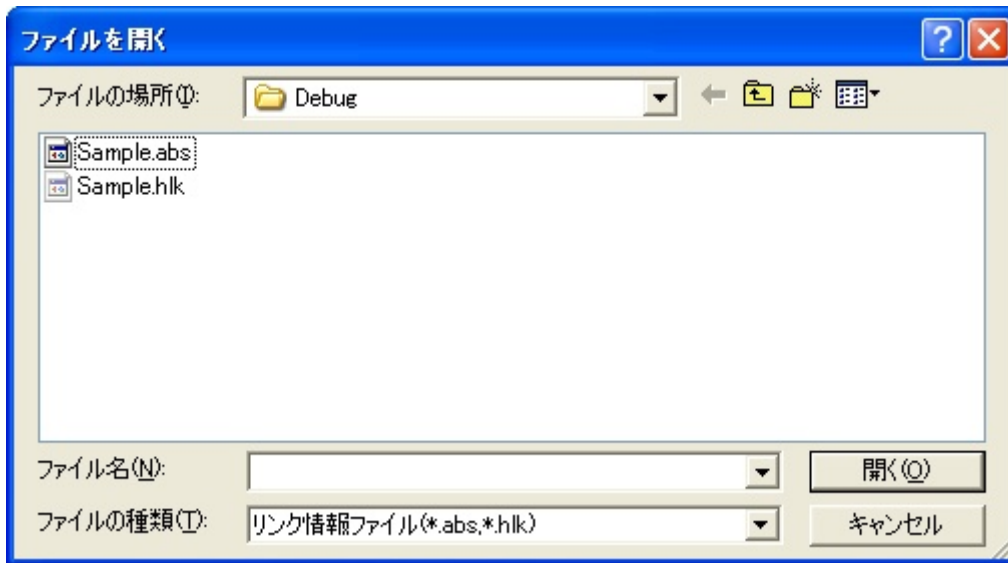 ファイルを開く
ファイルの場所(I): Debug
Sample.abs
Sample.hlk
ファイル名(N): 開く(O)
ファイルの種類(T): リンク情報ファイル(*.abs,*.hlk) キャンセル